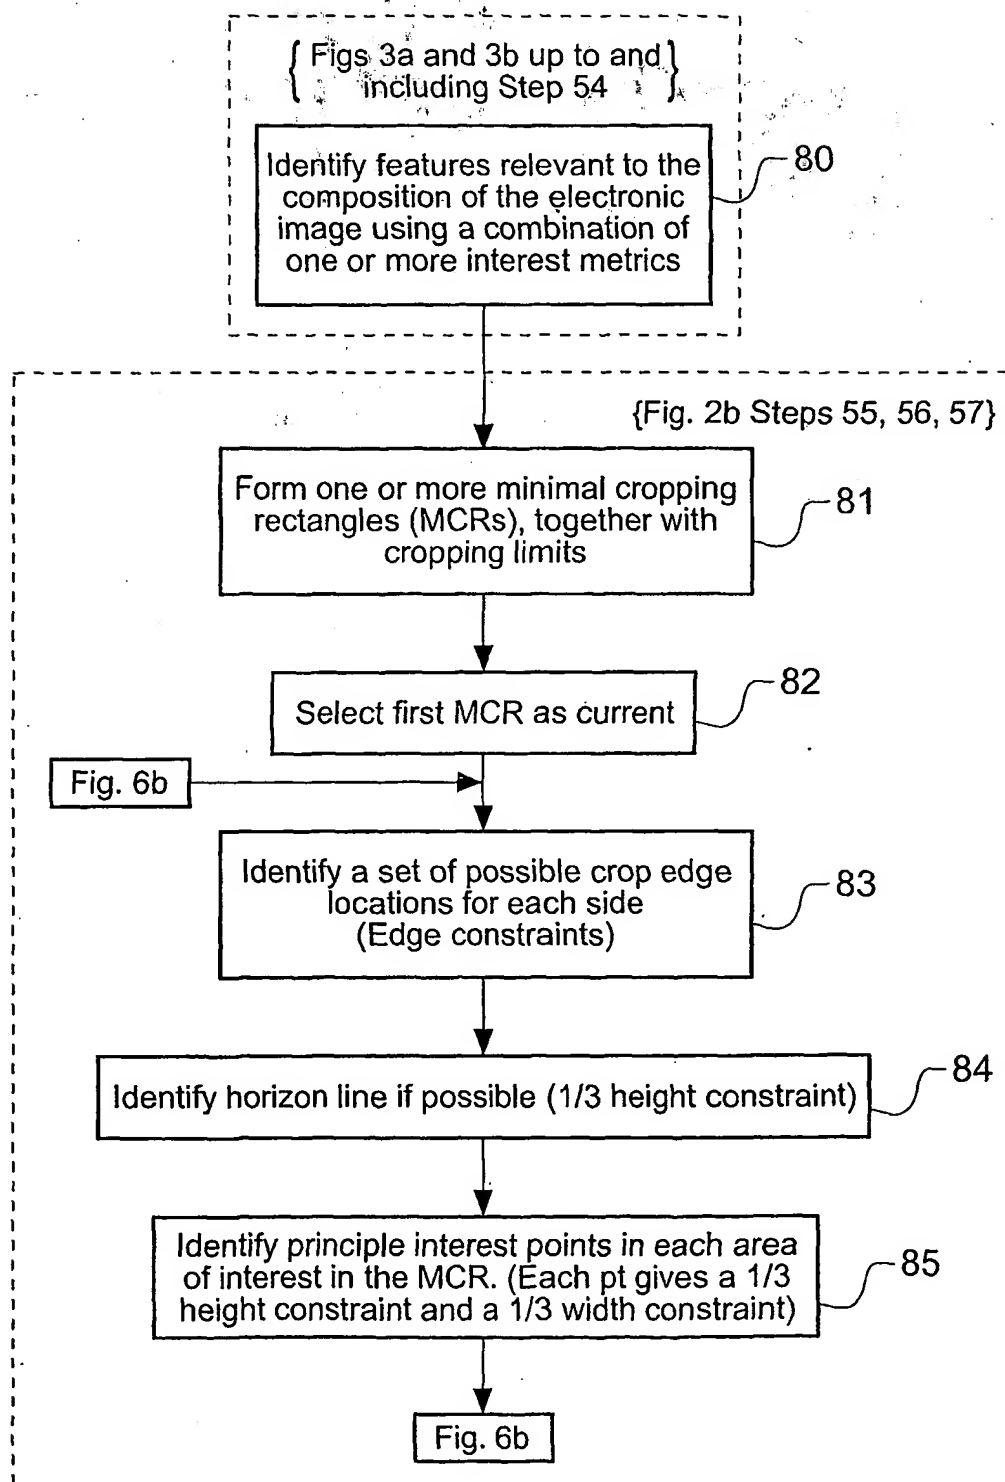 { Figs 3a and 3b up to and }
including Step 54
Identify features relevant to the
composition of the electronic
image using a combination of
one or more interest metrics
80
{Fig. 2b Steps 55, 56, 57}
Form one or more minimal cropping
rectangles (MCRs), together with
cropping limits
81
Select first MCR as current
82
Fig. 6b
Identify a set of possible crop edge
locations for each side
(Edge constraints)
83
Identify horizon line if possible (1/3 height constraint)
84
Identify principle interest points in each area
of interest in the MCR. (Each pt gives a 1/3
height constraint and a 1/3 width constraint)
85
Fig. 6b